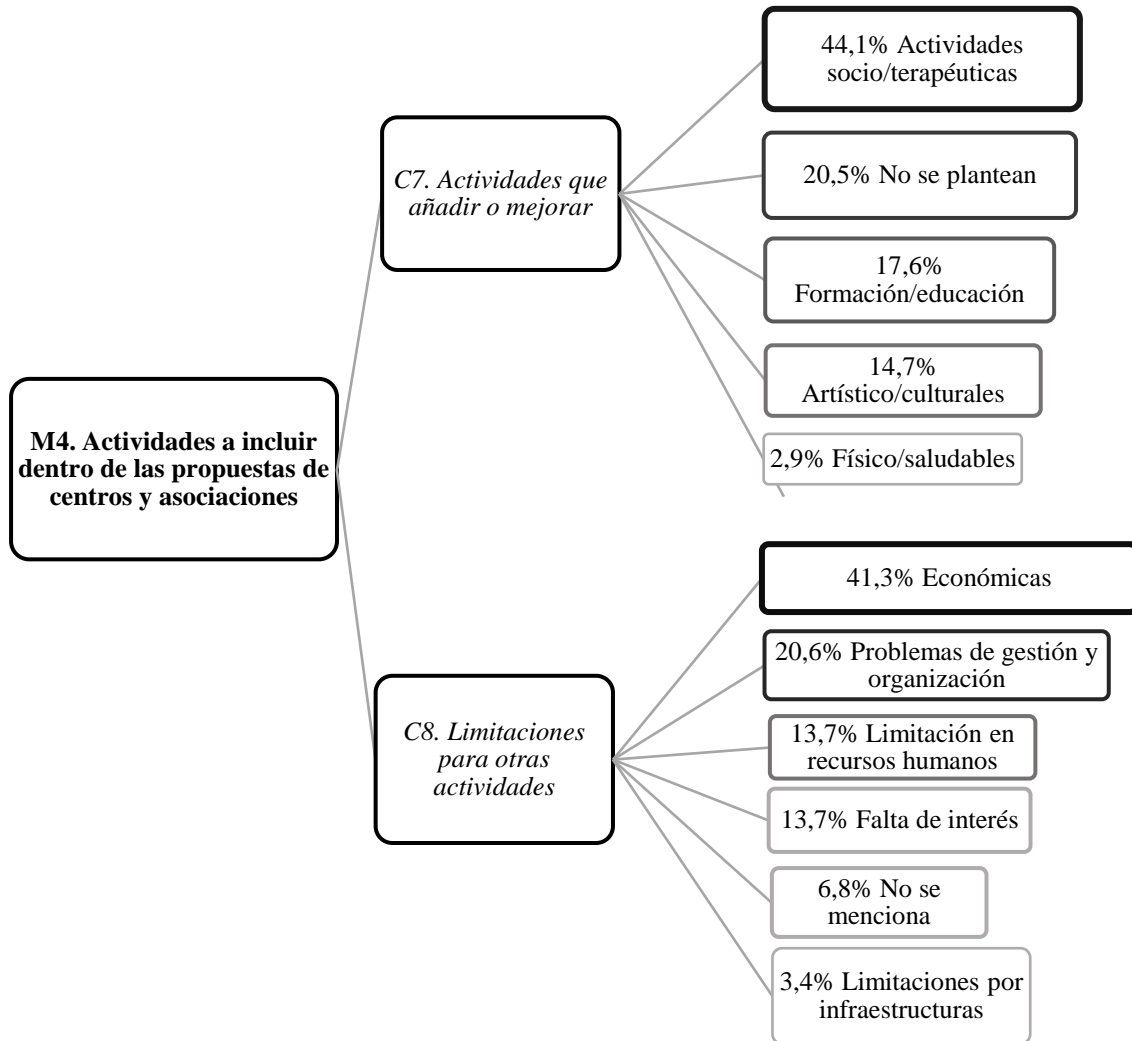 M4. Actividades a incluir
dentro de las propuestas de
centros y asociaciones
C7. Actividades que
añadir o mejorar
44,1% Actividades
socio/terapéuticas
20,5% No se plantean
17,6%
Formación/educación
14,7%
Artístico/culturales
2,9% Físico/saludables
C8. Limitaciones
para otras
actividades
41,3% Económicas
20,6% Problemas de gestión y
organización
13,7% Limitación en
recursos humanos
13,7% Falta de interés
6,8% No se
menciona
3,4% Limitaciones por
infraestructuras